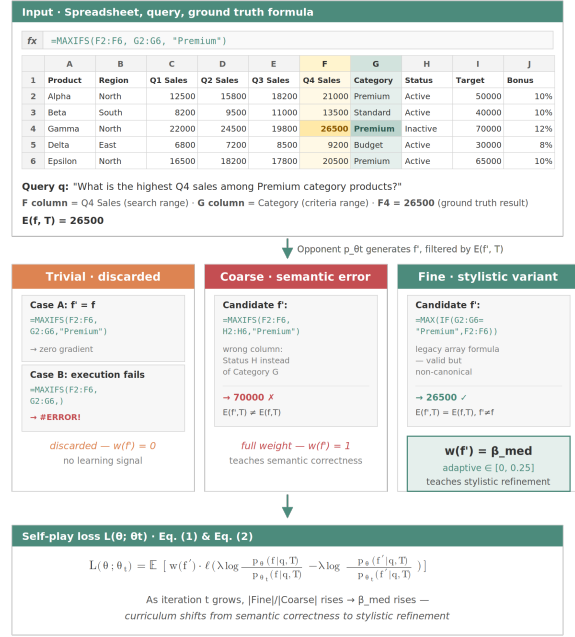 Input · Spreadsheet, query, ground truth formula
fx =MAXIFS(F2:F6, G2:G6, "Premium")
A B C D E F G H I J
1 Product Region Q1 Sales Q2 Sales Q3 Sales Q4 Sales Category Status Target Bonus
2 Alpha North 12500 15800 18200 21000 Premium Active 50000 10%
3 Beta South 8200 9500 11000 13500 Standard Active 40000 10%
4 Gamma North 22000 24500 19800 26500 Premium Inactive 70000 12%
5 Delta East 6800 7200 8500 9200 Budget Active 30000 8%
6 Epsilon North 16500 18200 17800 20500 Premium Active 65000 10%
Query q: "What is the highest Q4 sales among Premium category products?"
F column = Q4 Sales (search range) · G column = Category (criteria range) · F4 = 26500 (ground truth result)
E(f, T) = 26500
Opponent p_θt generates f', filtered by E(f', T)
Trivial · discarded
Case A: f' = f
=MAXIFS(F2:F6,
G2:G6,"Premium")
→ zero gradient
Case B: execution fails
=MAXIFS(F2:F6,
G2:G6,)
→ #ERROR!
discarded — w(f') = 0
no learning signal
Coarse · semantic error
Candidate f':
=MAXIFS(F2:F6,
H2:H6,"Premium")
wrong column:
Status H instead
of Category G
→ 70000 ✗
E(f',T) ≠ E(f,T)
full weight — w(f') = 1
teaches semantic correctness
Fine · stylistic variant
Candidate f':
=MAX(IF(G2:G6=
"Premium",F2:F6))
legacy array formula
— valid but
non-canonical
→ 26500 ✓
E(f',T) = E(f,T), f'≠f
w(f') = β_med
adaptive ∈ [0, 0.25]
teaches stylistic refinement
Self-play loss L(θ; θt) · Eq. (1) & Eq. (2)
L(θ; θ_t) = 𝔼 [ w(f′) · ℓ(λ log p_θ(f|q,T) / p_θ_t(f|q,T) − λ log p_θ(f′|q,T) / p_θ_t(f′|q,T) ) ]
As iteration t grows, |Fine|/|Coarse| rises → β_med rises —
curriculum shifts from semantic correctness to stylistic refinement